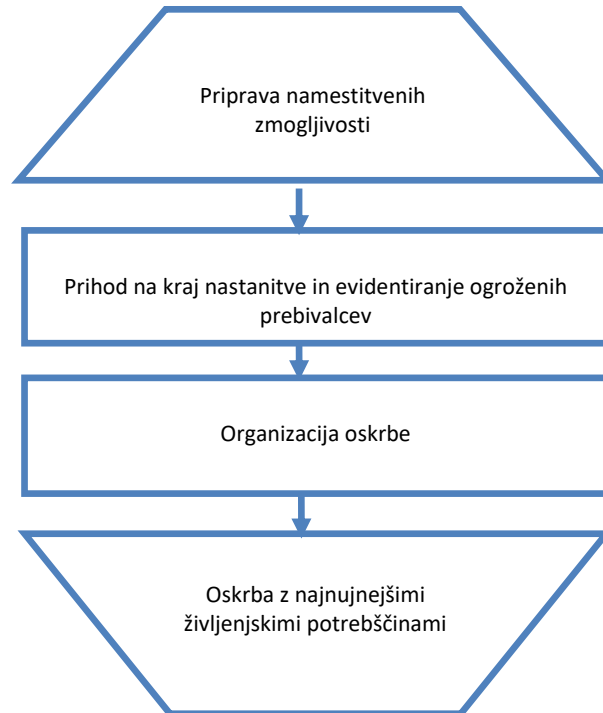 Priprava namestitvenih
zmogljivosti
Prihod na kraj nastanitve in evidentiranje ogroženih
prebivalcev
Organizacija oskrbe
Oskrba z najnujnejšimi
življenjskimi potrebščinami